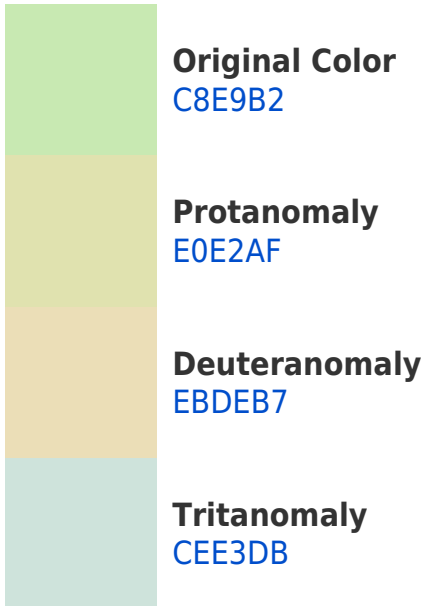 Original Color
C8E9B2
Protanomaly
E0E2AF
Deuteranomaly
EBDEB7
Tritanomaly
CEE3DB